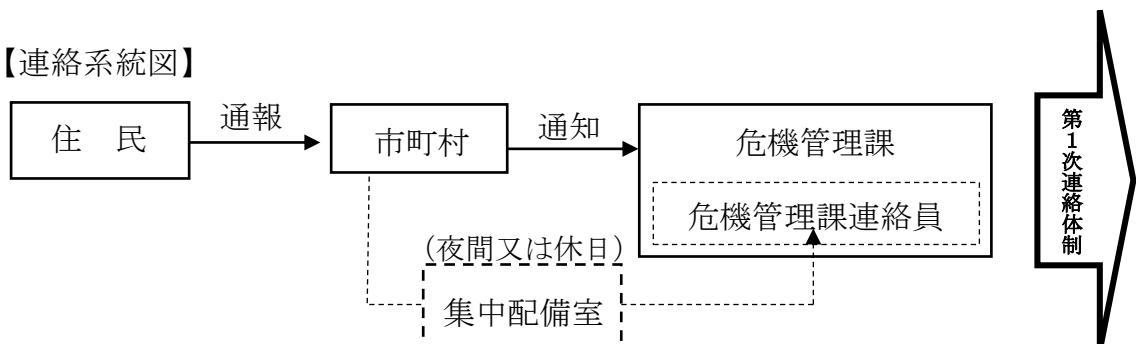 【連絡系統図】
住　民
通報
市町村
通知
危機管理課
危機管理課連絡員
(夜間又は休日)
集中配備室
第1次連絡体制